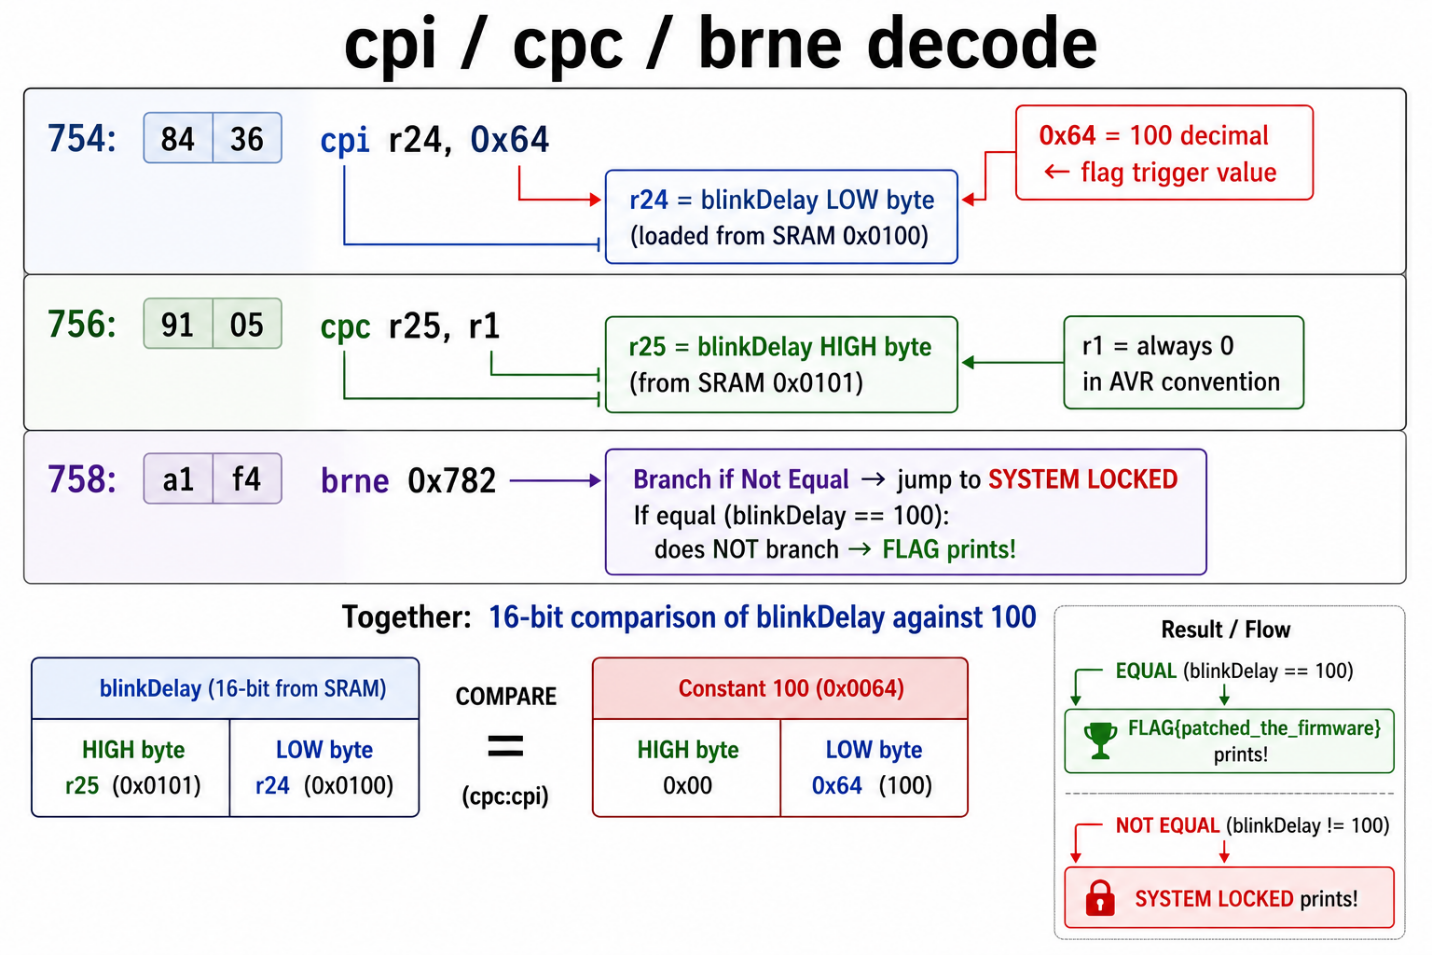 cpi / cpc / brne decode
754: 84 36 cpi r24, 0x64
0x64 = 100 decimal
← flag trigger value
r24 = blinkDelay LOW byte
(loaded from SRAM 0x0100)
756: 91 05 cpc r25, r1
r25 = blinkDelay HIGH byte
(from SRAM 0x0101)
r1 = always 0
in AVR convention
758: a1 f4 brne 0x782
Branch if Not Equal → jump to SYSTEM LOCKED
If equal (blinkDelay == 100):
does NOT branch → FLAG prints!
Together: 16-bit comparison of blinkDelay against 100
blinkDelay (16-bit from SRAM)
HIGH byte
r25 (0x0101)
LOW byte
r24 (0x0100)
COMPARE
=
(cpc:cpi)
Constant 100 (0x0064)
HIGH byte
0x00
LOW byte
0x64 (100)
Result / Flow
EQUAL (blinkDelay == 100)
FLAG{patched_the_firmware}
prints!
NOT EQUAL (blinkDelay != 100)
SYSTEM LOCKED prints!